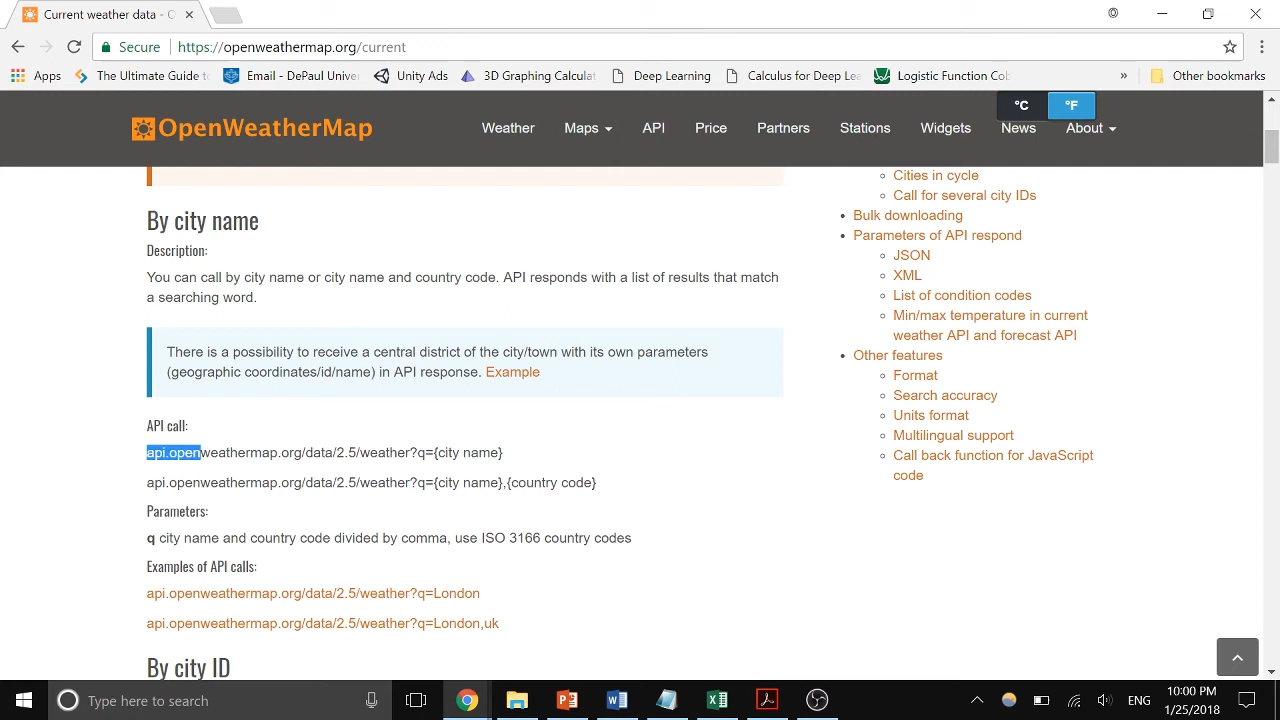 Current weather data - O
Secure
https://openweathermap.org/current
Apps
The Ultimate Guide to
Email - DePaul Univer
Unity Ads
3D Graphing Calculat
Deep Learning
Calculus for Deep Lea
Logistic Function Cob
»
Other bookmarks
°C
°F
OpenWeatherMap
Weather
Maps
API
Price
Partners
Stations
Widgets
News
About
By city name
Description:
You can call by city name or city name and country code. API responds with a list of results that match
a searching word.
There is a possibility to receive a central district of the city/town with its own parameters
(geographic coordinates/id/name) in API response. Example
API call:
api.openweathermap.org/data/2.5/weather?q={city name}
api.openweathermap.org/data/2.5/weather?q={city name},{country code}
Parameters:
q city name and country code divided by comma, use ISO 3166 country codes
Examples of API calls:
api.openweathermap.org/data/2.5/weather?q=London
api.openweathermap.org/data/2.5/weather?q=London,uk
By city ID
Cities in cycle
Call for several city IDs
Bulk downloading
Parameters of API respond
JSON
XML
List of condition codes
Min/max temperature in current
weather API and forecast API
Other features
Format
Search accuracy
Units format
Multilingual support
Call back function for JavaScript
code
Type here to search
ENG
10:00 PM
1/25/2018